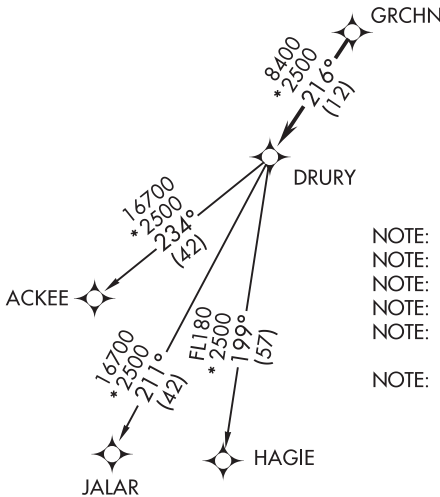 GRCHN
8400
*2500
216°
(12)
DRURY
16700
*2500
234°
(42)
ACKEE
16700
*2500
211°
(42)
JALAR
FL180
*2500
199°
(57)
HAGIE
NOTE:
NOTE:
NOTE:
NOTE:
NOTE:
NOTE: